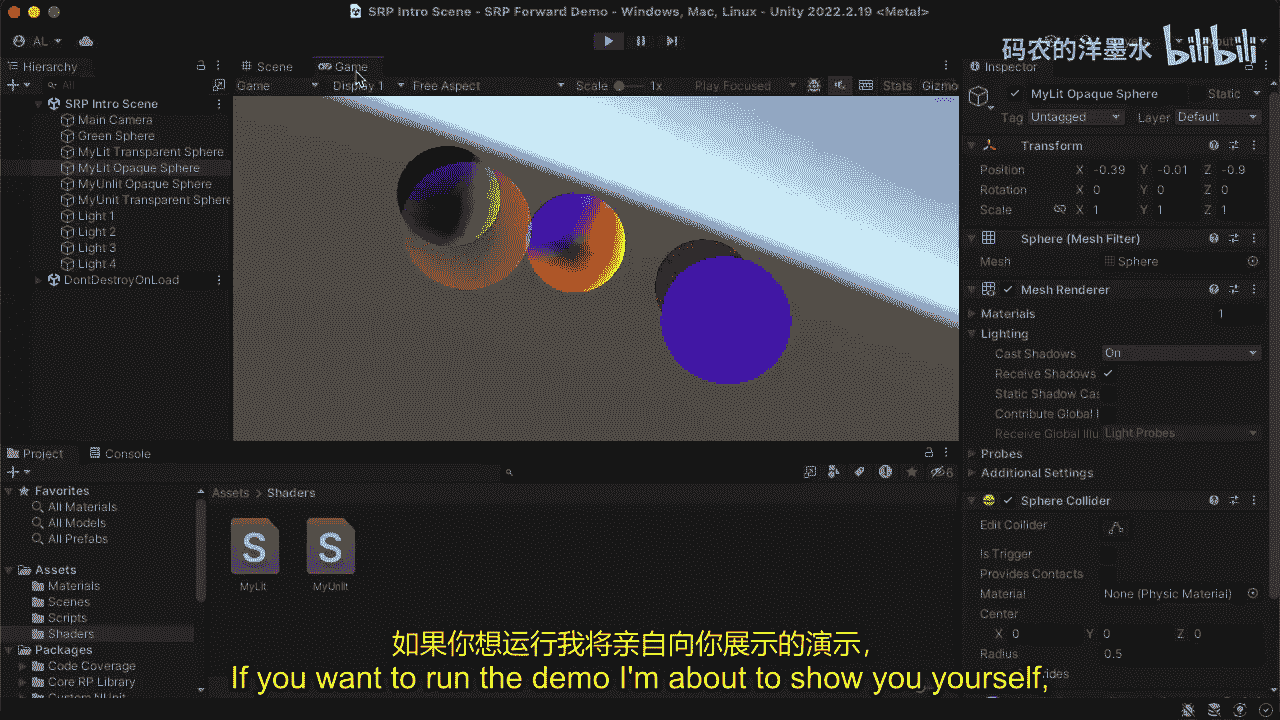 SRP Intro Scene - SRP Forward Demo - Windows, Mac, Linux - Unity 2022.2.19 <Metal>
AL
码农的洋墨水 bilibili
Hierarchy
Scene
Game
Inspector
All
Game
Display 1
Free Aspect
Scale
1x
Play Focused
Stats
Gizmo
SRP Intro Scene
Main Camera
Green Sphere
MyLit Transparent Sphere
MyLit Opaque Sphere
MyUnlit Opaque Sphere
MyUnit Transparent Sphere
Light 1
Light 2
Light 3
Light 4
DontDestroyOnLoad
MyLit Opaque Sphere
Static
Tag Untagged
Layer Default
Transform
Position X -0.39 Y -0.01 Z -0.9
Rotation X 0 Y 0 Z 0
Scale X 1 Y 1 Z 1
Sphere (Mesh Filter)
Mesh Sphere
Mesh Renderer
Materials 1
Lighting
Cast Shadows On
Receive Shadows
Static Shadow Cas
Contribute Global I
Receive Global Illu Light Probes
Probes
Additional Settings
Sphere Collider
Edit Collider
Is Trigger
Provides Contacts
Material None (Physic Material)
Center
X 0 Y 0 Z 0
Radius 0.5
Project
Console
6
Favorites
All Materials
All Models
All Prefabs
Assets
Materials
Scenes
Scripts
Shaders
Packages
Code Coverage
Core RP Library
Custom NUnit
Assets > Shaders
S
S
MyLit
MyUnlit
如果你想运行我将亲自向你展示的演示，
If you want to run the demo I'm about to show you yourself,